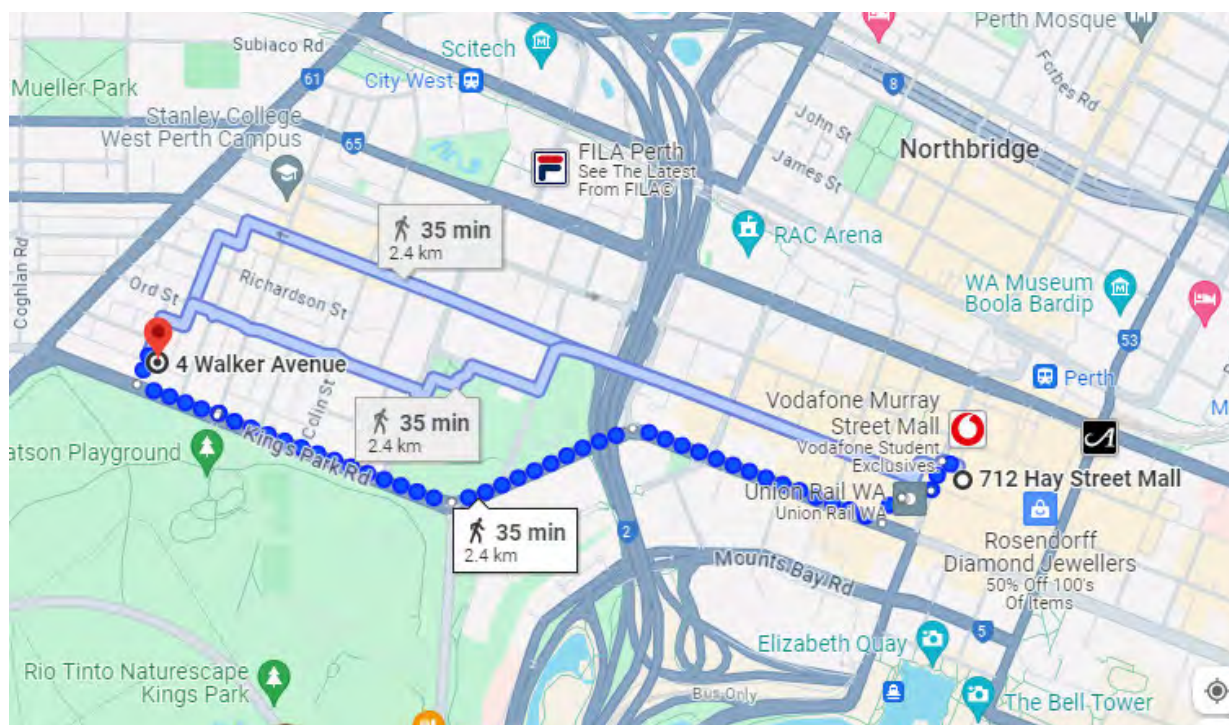 Subiaco Rd
Scitech
Perth Mosque
Mueller Park
61
City West
8
Forbes Rd
Stanley College
West Perth Campus
65
John St
James St
Northbridge
FILA Perth
See The Latest
From FILA©
35 min
2.4 km
RAC Arena
Coghlan Rd
Ord St
Richardson St
WA Museum
Boola Bardip
53
4 Walker Avenue
Perth
Colin St
35 min
2.4 km
Vodafone Murray
Street Mall
Vodafone Student
Exclusives
Kings Park Rd
atson Playground
712 Hay Street Mall
Union Rail WA
Union Rail WA
35 min
2.4 km
2
Rosendorff
Diamond Jewellers
50% Off 100's
Of Items
Mounts Bay Rd
5
Elizabeth Quay
Rio Tinto Naturescape
Kings Park
Bus Only
The Bell Tower